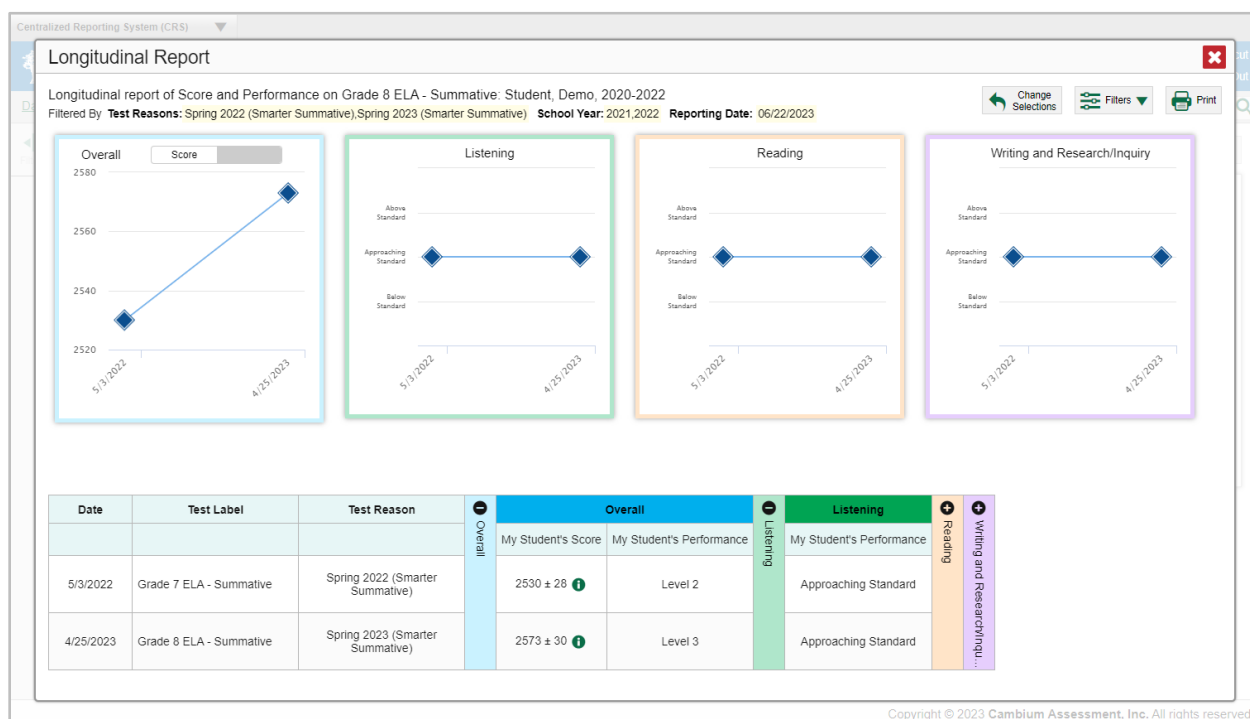 Centralized Reporting System (CRS)
Longitudinal Report
Longitudinal report of Score and Performance on Grade 8 ELA - Summative: Student, Demo, 2020-2022
Filtered By Test Reasons: Spring 2022 (Smarter Summative),Spring 2023 (Smarter Summative) School Year: 2021,2022 Reporting Date: 06/22/2023
Change
Selections
Filters
Print
Overall
Score
2580
2560
2540
2520
5/3/2022
4/25/2023
Listening
Above
Standard
Approaching
Standard
Below
Standard
5/3/2022
4/25/2023
Reading
Above
Standard
Approaching
Standard
Below
Standard
5/3/2022
4/25/2023
Writing and Research/Inquiry
Above
Standard
Approaching
Standard
Below
Standard
5/3/2022
4/25/2023
Date
Test Label
Test Reason
Overall
Overall
Listening
Listening
Reading
Writing and Research/Inqu...
My Student's Score
My Student's Performance
My Student's Performance
5/3/2022
Grade 7 ELA - Summative
Spring 2022 (Smarter
Summative)
2530 ± 28
Level 2
Approaching Standard
4/25/2023
Grade 8 ELA - Summative
Spring 2023 (Smarter
Summative)
2573 ± 30
Level 3
Approaching Standard
Copyright © 2023 Cambium Assessment, Inc. All rights reserved